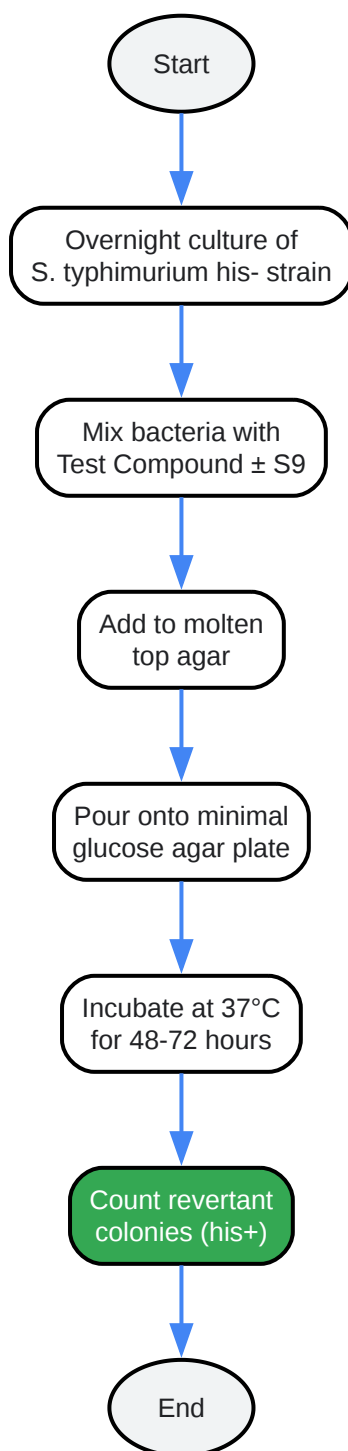 Start
Overnight culture of
S. typhimurium his- strain
Mix bacteria with
Test Compound ± S9
Add to molten
top agar
Pour onto minimal
glucose agar plate
Incubate at 37°C
for 48-72 hours
Count revertant
colonies (his+)
End